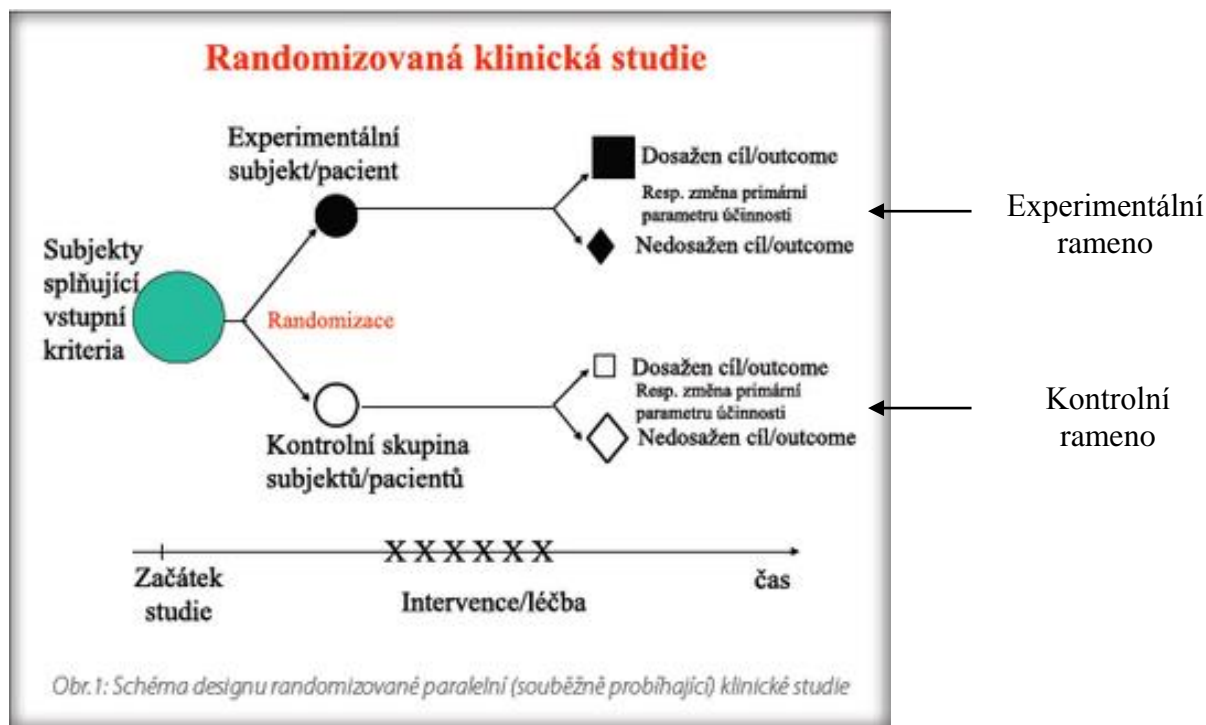 Randomizovaná klinická studie
Experimentální
subjekt/pacient
Dosažen cíl/outcome
Resp. změna primární
parametru účinnosti
Nedosažen cíl/outcome
Experimentální
rameno
Subjekty
splňující
vstupní
kriteria
Randomizace
Dosažen cíl/outcome
Resp. změna primární
parametru účinnosti
Nedosažen cíl/outcome
Kontrolní
rameno
Kontrolní skupina
subjektů/pacientů
X X X X X X
Začátek
studie
Intervence/léčba
čas
Obr.1: Schéma designu randomizované paralelní (souběžně probíhající) klinické studie